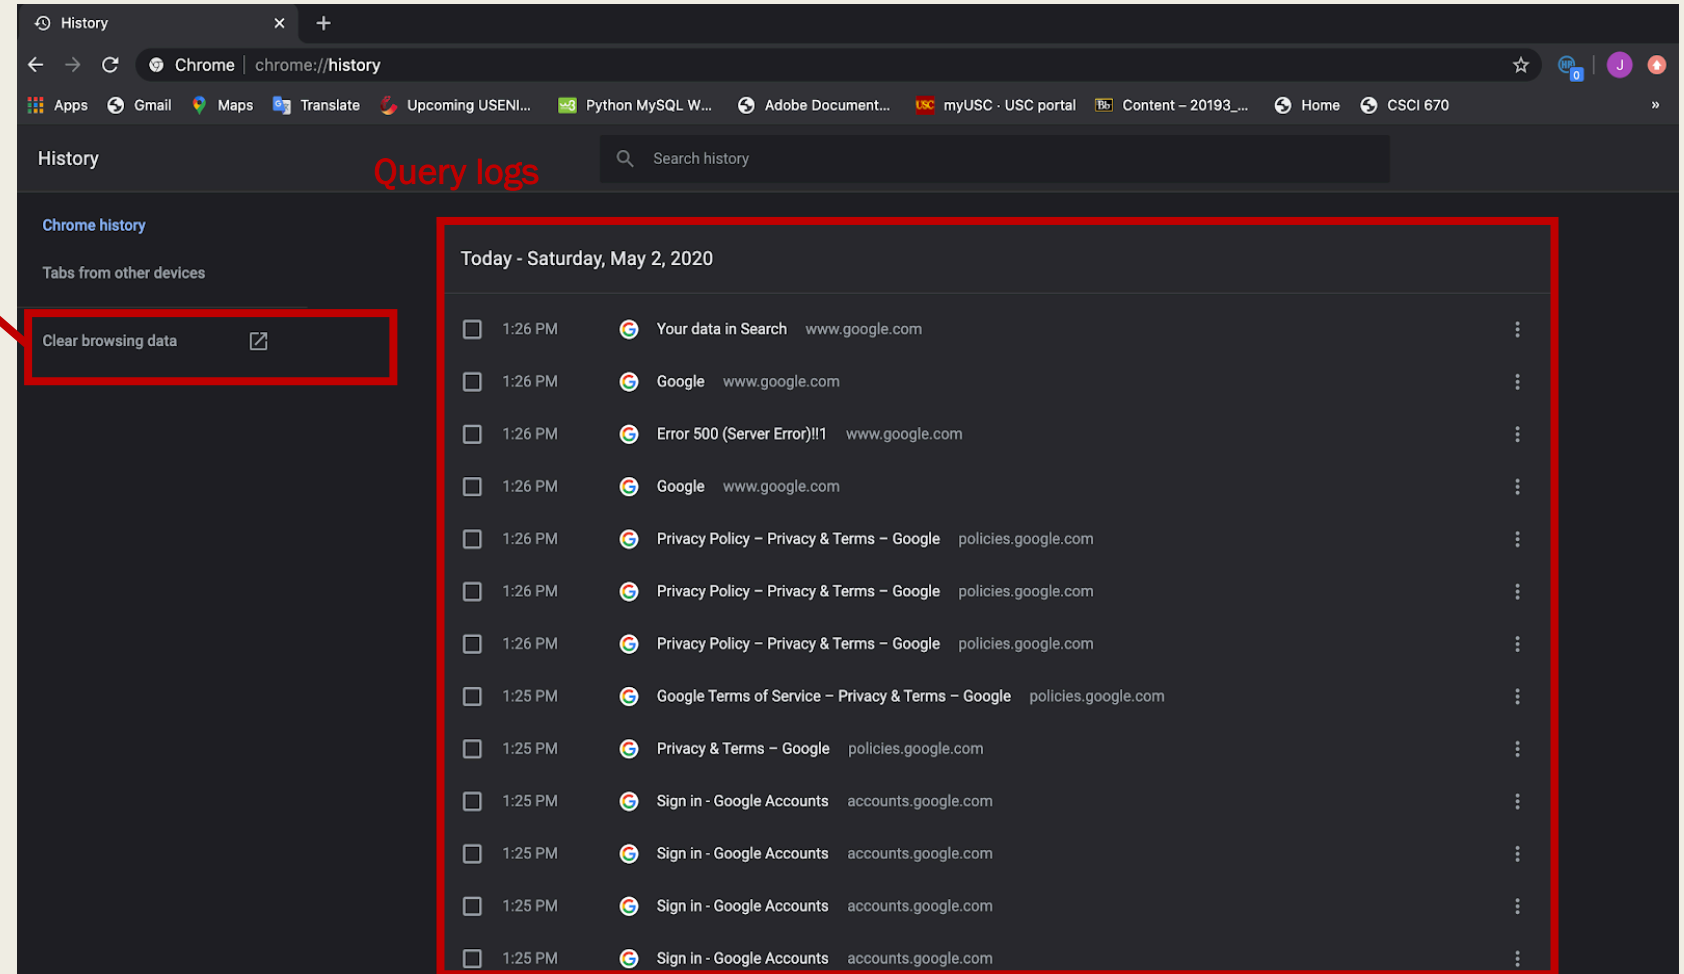 History
Chrome | chrome://history
HP 0 J
Apps Gmail Maps Translate Upcoming USENI... Python MySQL W... Adobe Document... USC myUSC · USC portal Bb Content – 20193_... Home CSCI 670 »
History Query logs Search history
Chrome history
Tabs from other devices
Clear browsing data
Today - Saturday, May 2, 2020
1:26 PM Your data in Search www.google.com
1:26 PM Google www.google.com
1:26 PM Error 500 (Server Error)!!1 www.google.com
1:26 PM Google www.google.com
1:26 PM Privacy Policy – Privacy & Terms – Google policies.google.com
1:26 PM Privacy Policy – Privacy & Terms – Google policies.google.com
1:26 PM Privacy Policy – Privacy & Terms – Google policies.google.com
1:25 PM Google Terms of Service – Privacy & Terms – Google policies.google.com
1:25 PM Privacy & Terms – Google policies.google.com
1:25 PM Sign in - Google Accounts accounts.google.com
1:25 PM Sign in - Google Accounts accounts.google.com
1:25 PM Sign in - Google Accounts accounts.google.com
1:25 PM Sign in - Google Accounts accounts.google.com